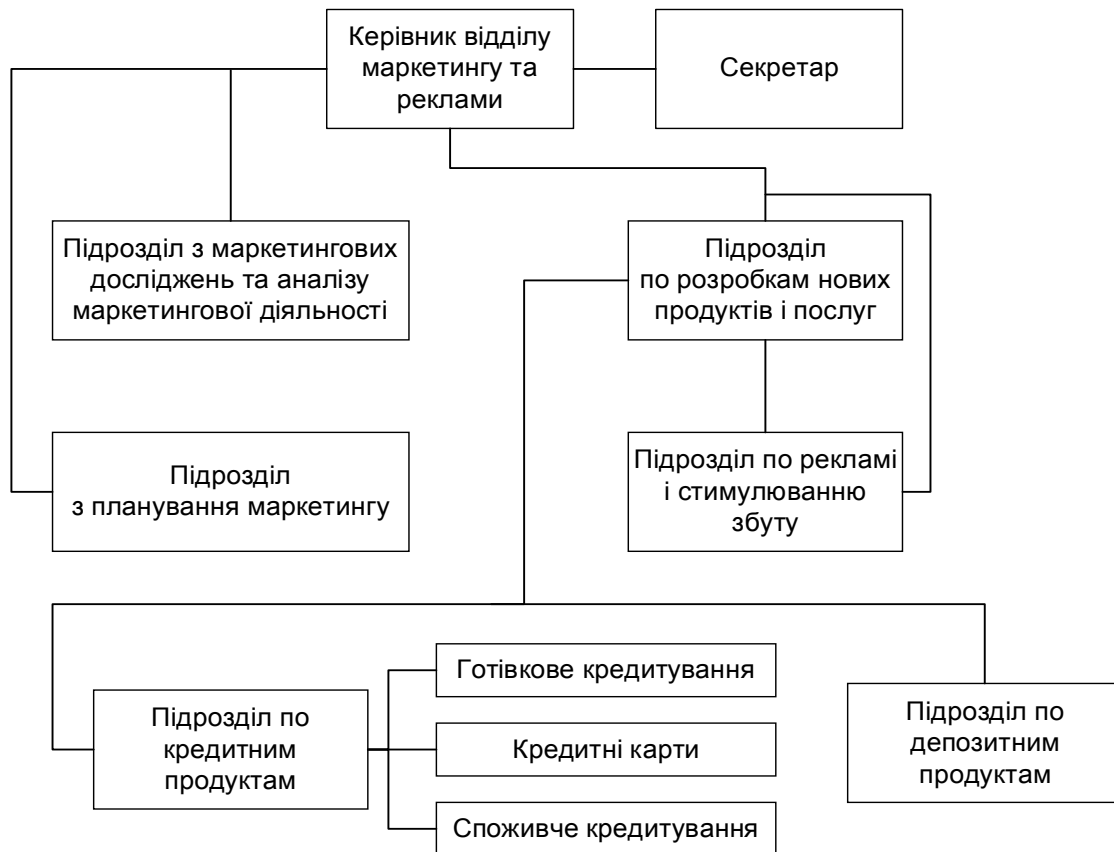 Керівник відділу
маркетингу та
реклами
Секретар
Підрозділ з маркетингових
досліджень та аналізу
маркетингової діяльності
Підрозділ
по розробкам нових
продуктів і послуг
Підрозділ
з планування маркетингу
Підрозділ по рекламі
і стимулюванню
збуту
Готівкове кредитування
Підрозділ по
кредитним
продуктам
Кредитні карти
Споживче кредитування
Підрозділ по
депозитним
продуктам